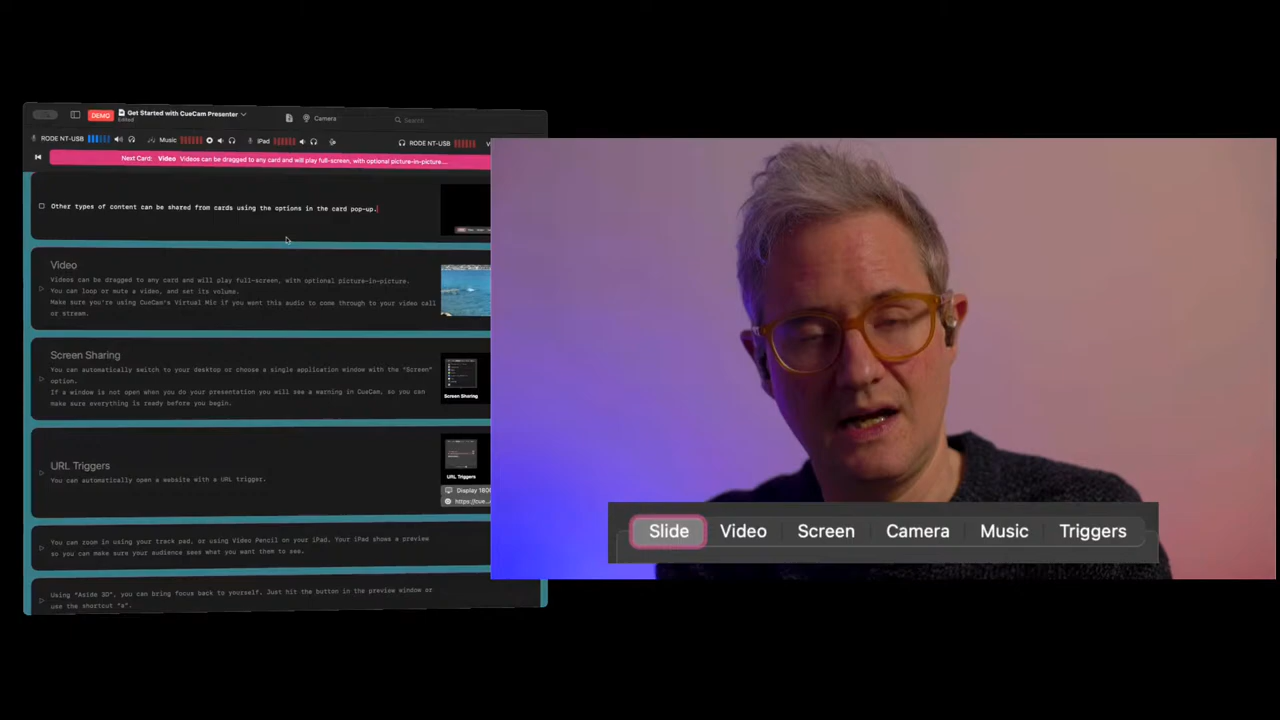 DEMO
Get Started with CueCam Presenter
Edited
Camera
Search
RODE NT-USB
Music
iPad
RODE NT-USB
Next Card: Video Videos can be dragged to any card and will play full-screen, with optional picture-in-picture....
Other types of content can be shared from cards using the options in the card pop-up.
Video
Videos can be dragged to any card and will play full-screen, with optional picture-in-picture.
You can loop or mute a video, and set its volume.
Make sure you're using CueCam's Virtual Mic if you want this audio to come through to your video call
or stream.
Screen Sharing
You can automatically switch to your desktop or choose a single application window with the "Screen"
option.
If a window is not open when you do your presentation you will see a warning in CueCam, so you can
make sure everything is ready before you begin.
Screen Sharing
URL Triggers
You can automatically open a website with a URL trigger.
URL Triggers
Display 180
https://cue...
You can room in using your track pad, or using Video Pencil on your iPad. Your iPad shows a preview
so you can make sure your audience sees what you want them to see.
Using "Aside 3D", you can bring focus back to yourself. Just hit the button in the preview window or
use the shortcut "a".
Slide Video Screen Camera Music Triggers